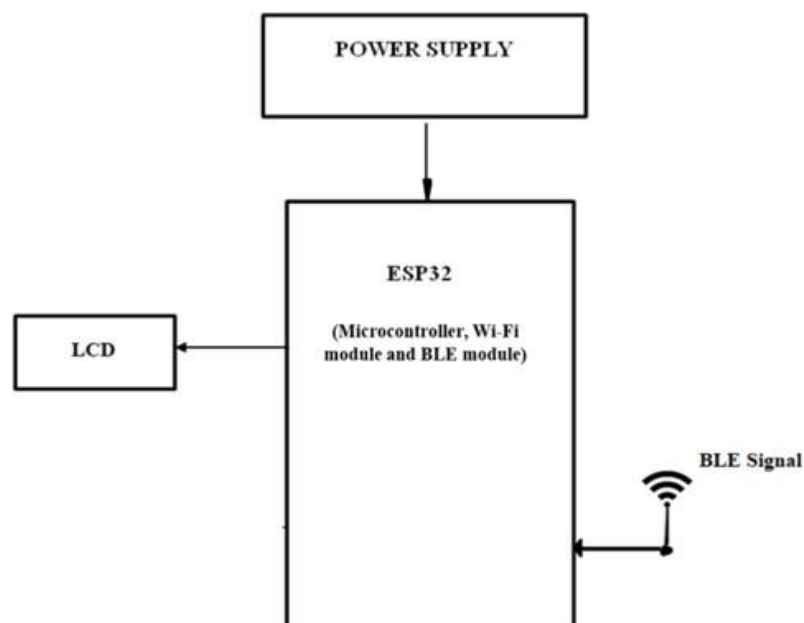 POWER SUPPLY
ESP32
(Microcontroller, Wi-Fi
module and BLE module)
LCD
BLE Signal